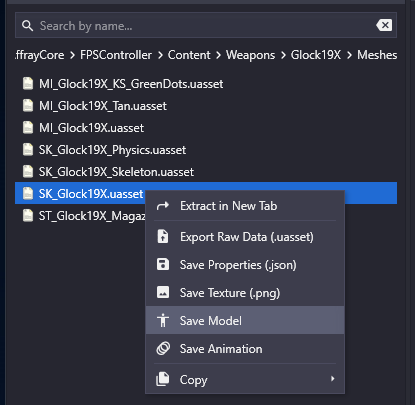 Search by name...
ffrayCore > FPSController > Content > Weapons > Glock19X > Meshes
MI_Glock19X_KS_GreenDots.uasset
MI_Glock19X_Tan.uasset
MI_Glock19X.uasset
SK_Glock19X_Physics.uasset
SK_Glock19X_Skeleton.uasset
SK_Glock19X.uasset
ST_Glock19X_Magaz
Extract in New Tab
Export Raw Data (.uasset)
Save Properties (.json)
Save Texture (.png)
Save Model
Save Animation
Copy